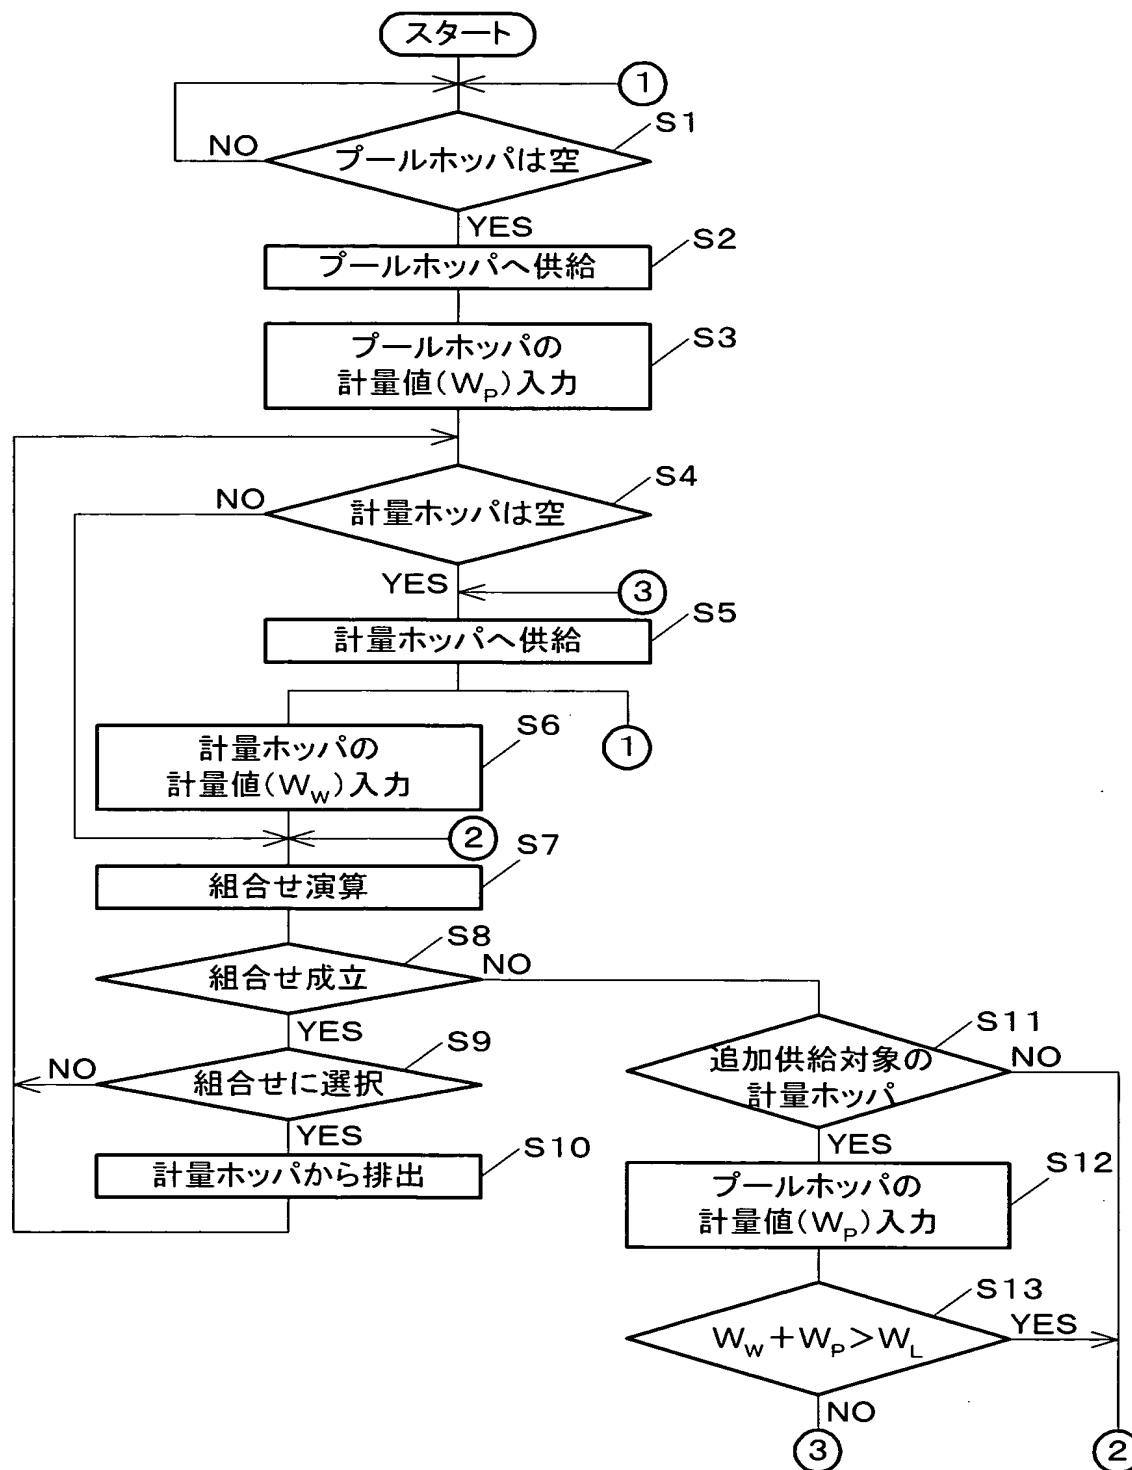 スタート
①
S1
NO
プールホッパは空
YES
S2
プールホッパへ供給
S3
プールホッパの
計量値(WP)入力
S4
NO
計量ホッパは空
YES
③
S5
計量ホッパへ供給
S6
計量ホッパの
計量値(WW)入力
①
②
S7
組合せ演算
S8
組合せ成立
NO
YES
S9
NO
組合せに選択
YES
S10
計量ホッパから排出
S11
追加供給対象の
計量ホッパ
NO
YES
S12
プールホッパの
計量値(WP)入力
S13
WW+WP>WL
YES
NO
③
②